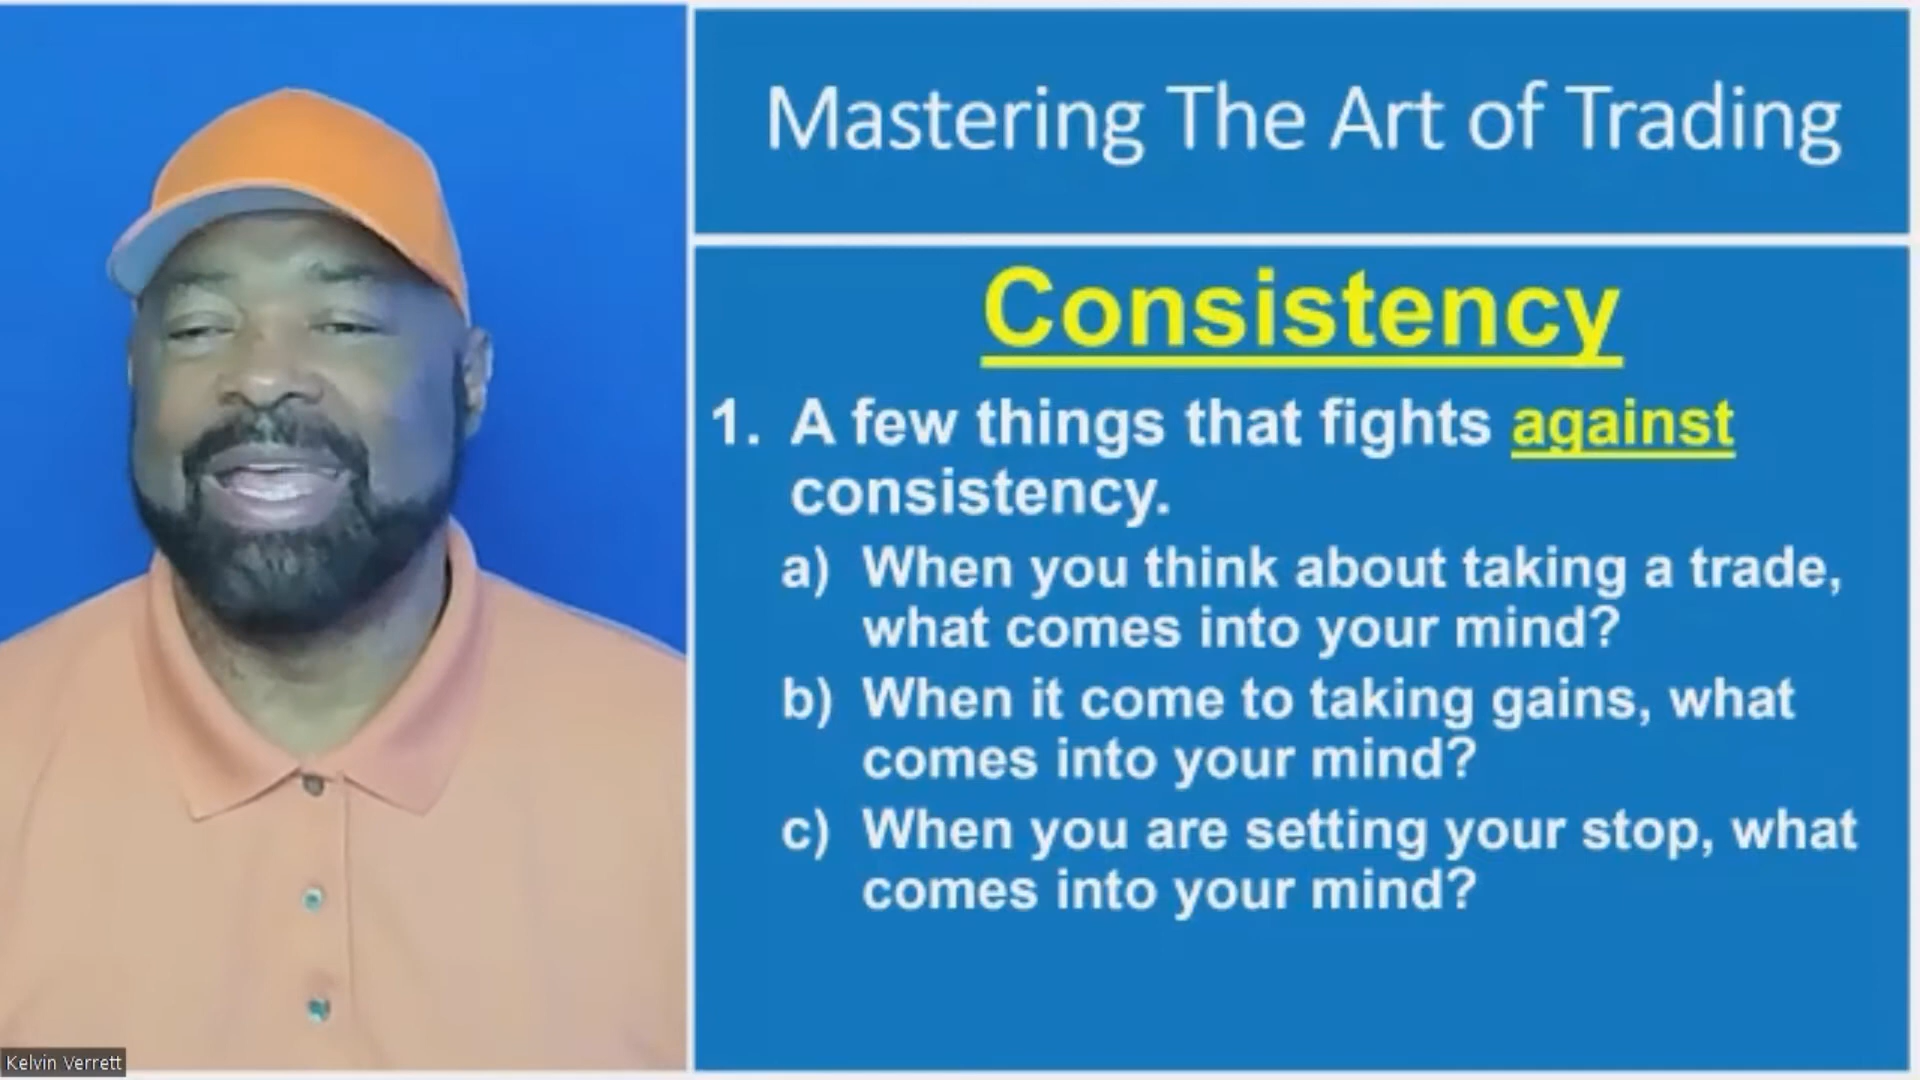 Mastering The Art of Trading
Consistency
1. A few things that fights against
consistency.
a) When you think about taking a trade,
what comes into your mind?
b) When it come to taking gains, what
comes into your mind?
c) When you are setting your stop, what
comes into your mind?
Kelvin Verrett